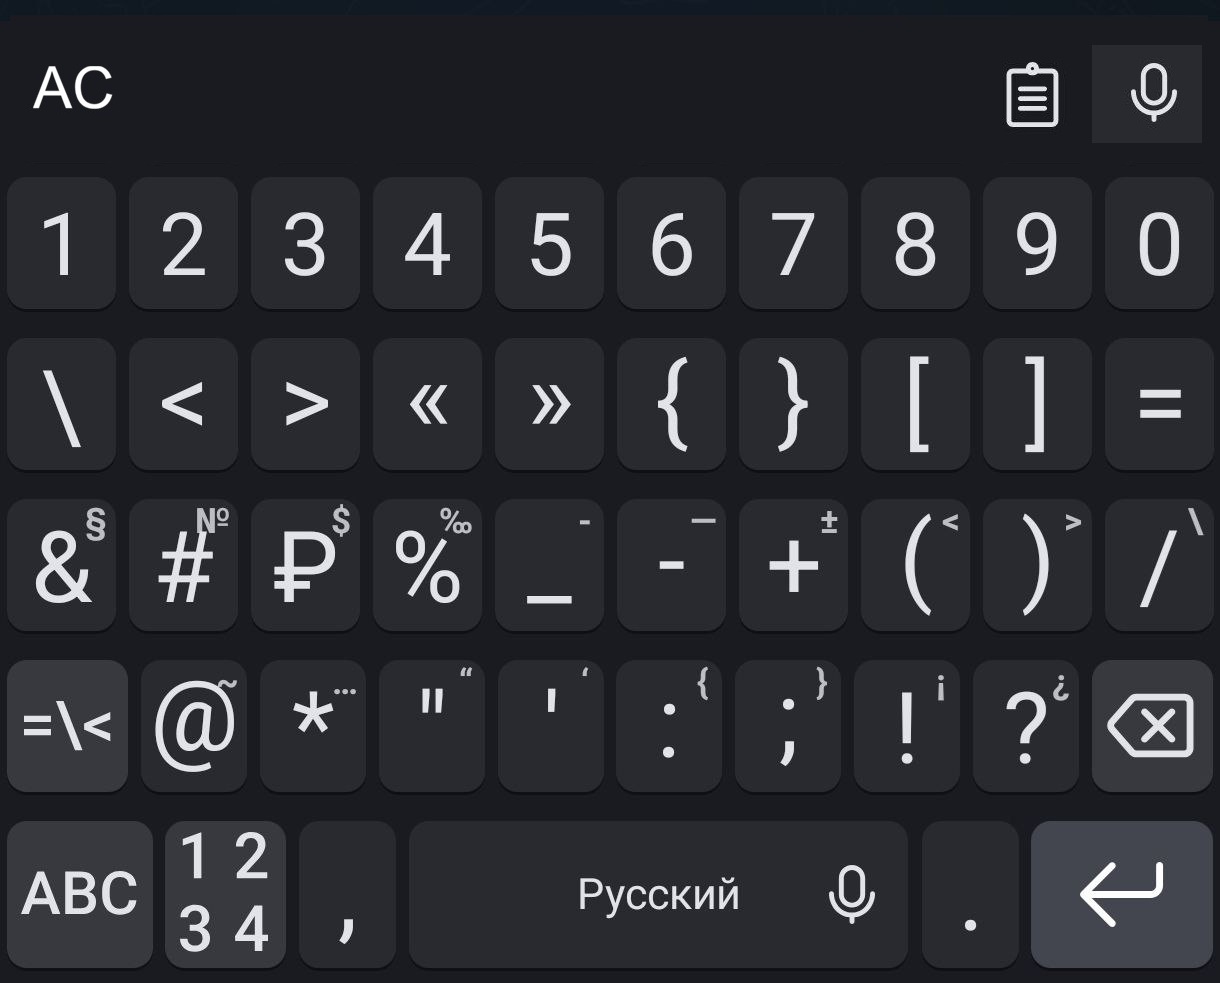 AC
1 2 3 4 5 6 7 8 9 0
\ < > « » { } [ ] =
& § # № ₽ $ % ‰ _ - - — + ± ( < ) > / \
=\< @ ~ * … " “ ' ‘ : { ; } ! ¡ ? ¿
ABC 1 2 3 4 , Русский .